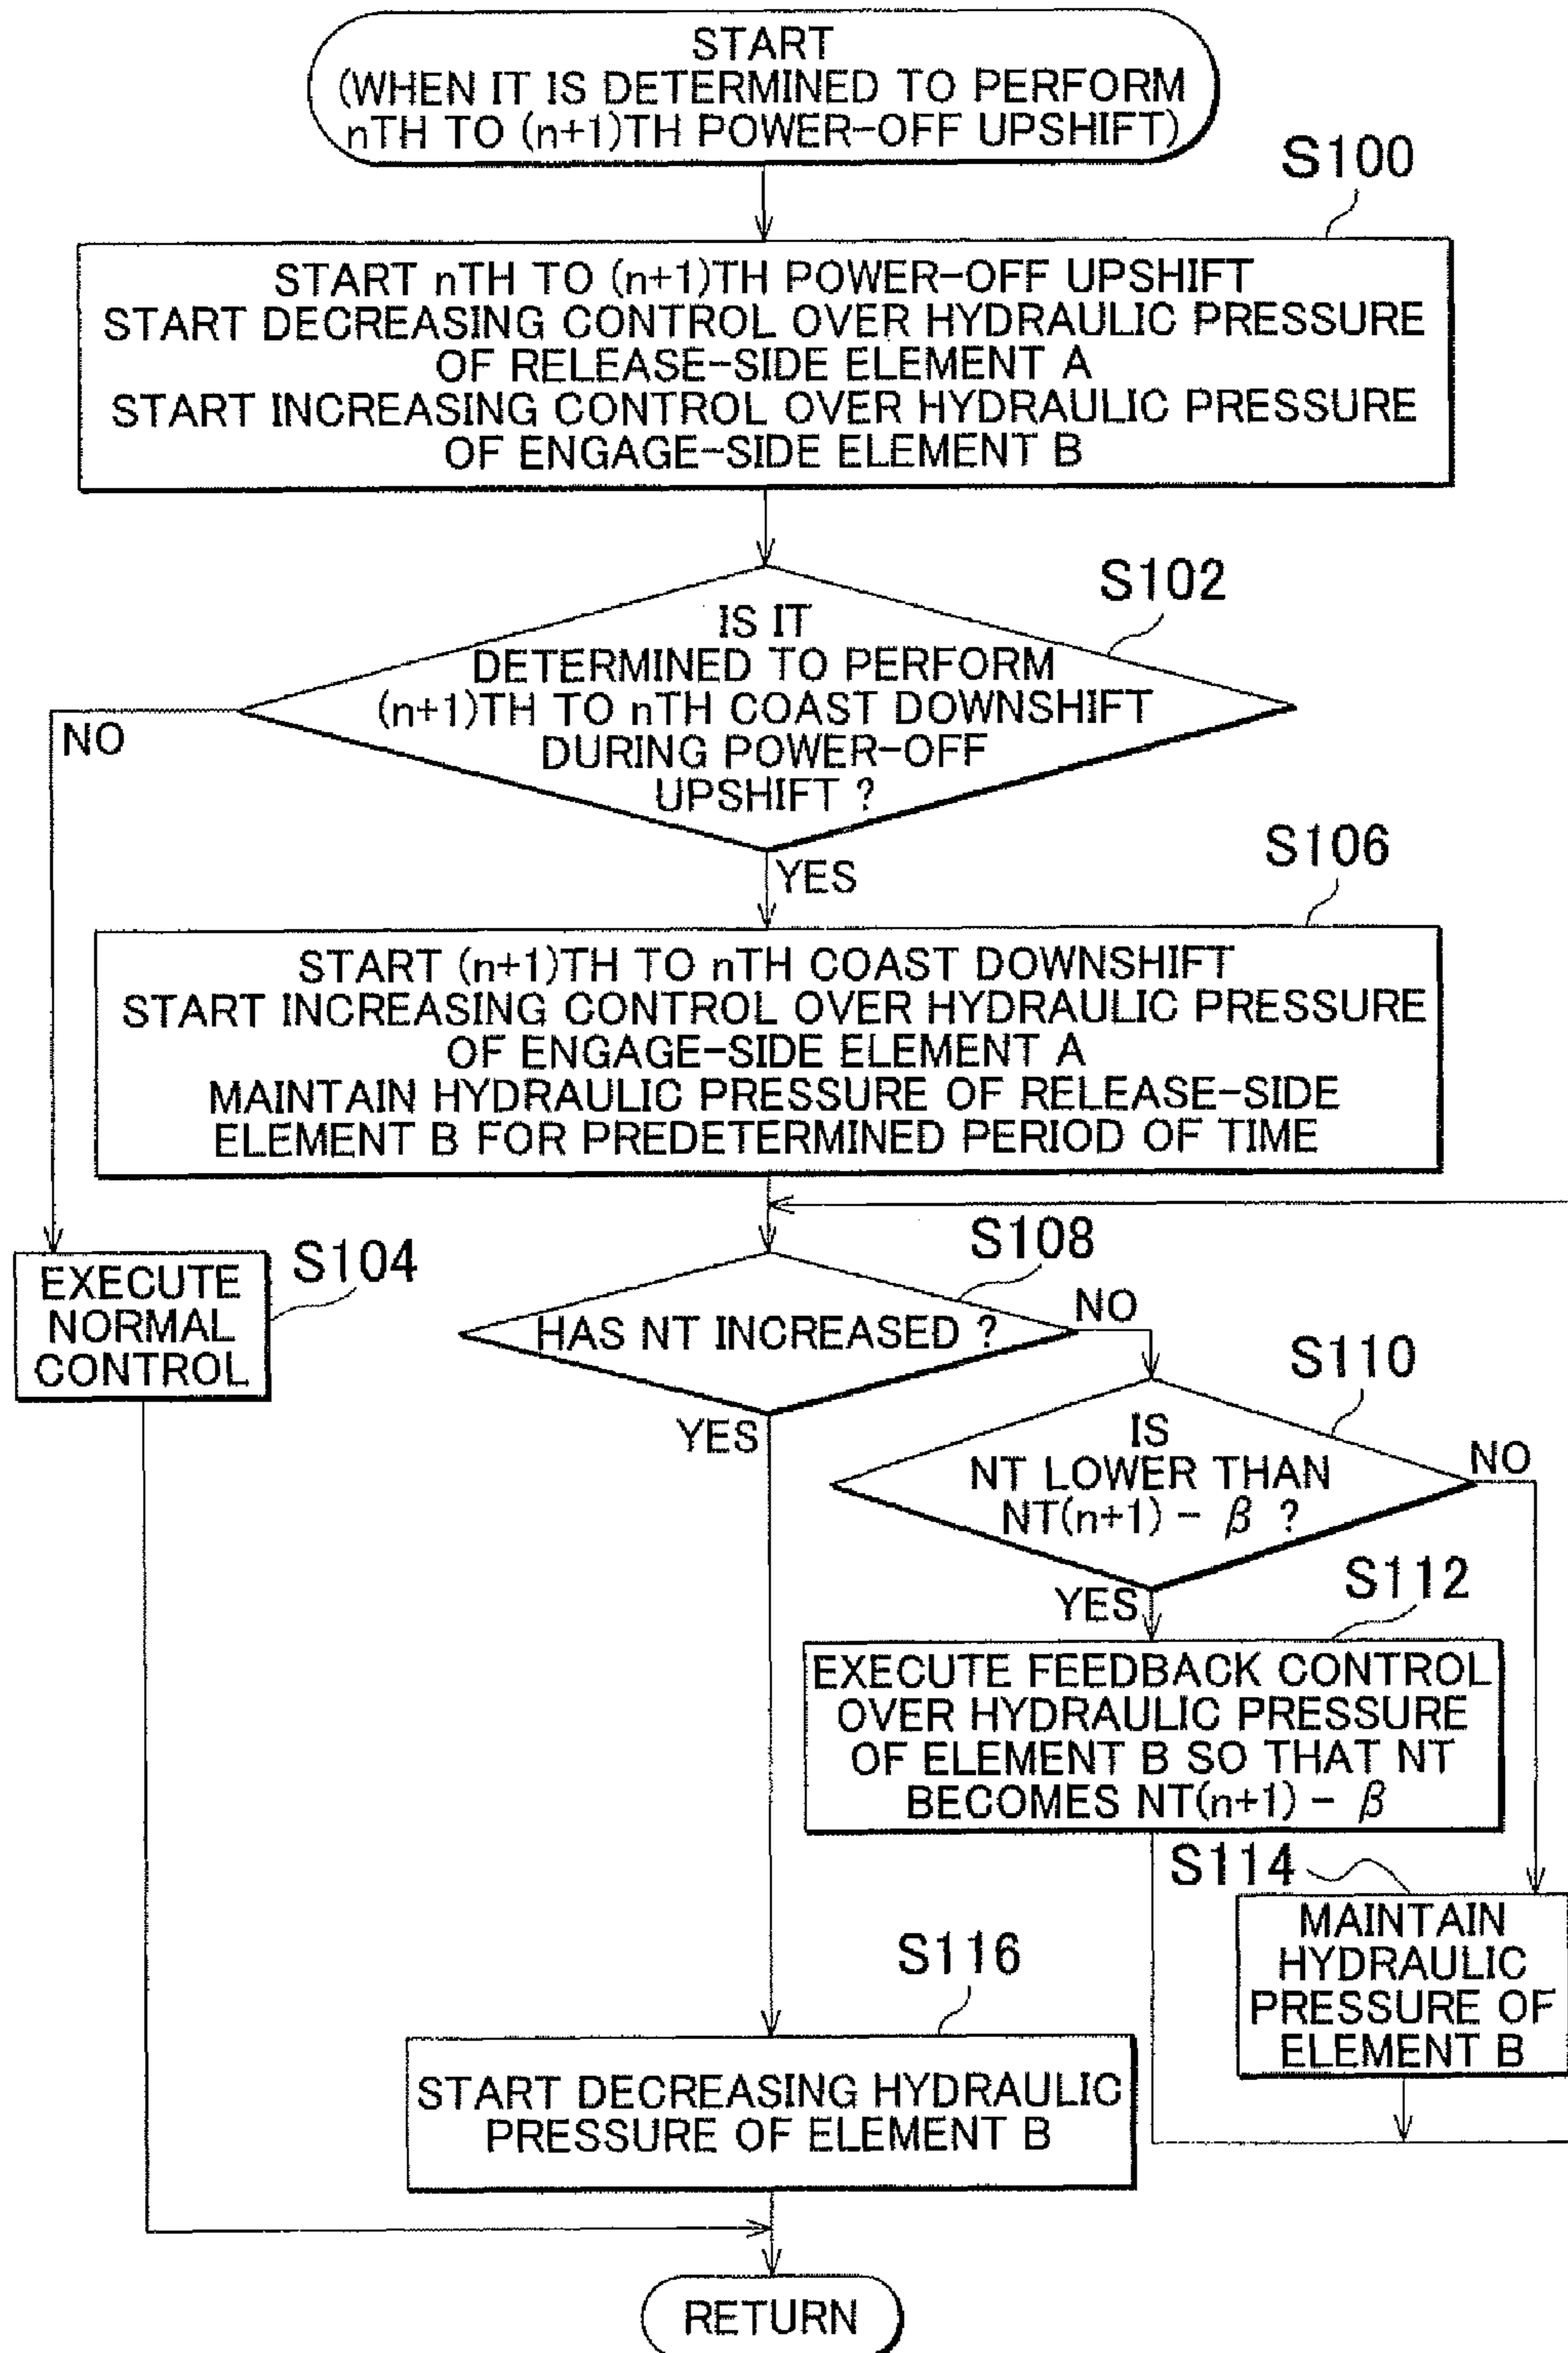 START
(WHEN IT IS DETERMINED TO PERFORM
nTH TO (n+1)TH POWER-OFF UPSHIFT)
S100
START nTH TO (n+1)TH POWER-OFF UPSHIFT
START DECREASING CONTROL OVER HYDRAULIC PRESSURE
OF RELEASE-SIDE ELEMENT A
START INCREASING CONTROL OVER HYDRAULIC PRESSURE
OF ENGAGE-SIDE ELEMENT B
S102
IS IT
DETERMINED TO PERFORM
(n+1)TH TO nTH COAST DOWNSHIFT
DURING POWER-OFF
UPSHIFT ?
NO
YES
S106
START (n+1)TH TO nTH COAST DOWNSHIFT
START INCREASING CONTROL OVER HYDRAULIC PRESSURE
OF ENGAGE-SIDE ELEMENT A
MAINTAIN HYDRAULIC PRESSURE OF RELEASE-SIDE
ELEMENT B FOR PREDETERMINED PERIOD OF TIME
S104
EXECUTE
NORMAL
CONTROL
S108
HAS NT INCREASED ?
NO
YES
S110
IS
NT LOWER THAN
NT(n+1) - β ?
NO
YES
S112
EXECUTE FEEDBACK CONTROL
OVER HYDRAULIC PRESSURE
OF ELEMENT B SO THAT NT
BECOMES NT(n+1) - β
S114
MAINTAIN
HYDRAULIC
PRESSURE OF
ELEMENT B
S116
START DECREASING HYDRAULIC
PRESSURE OF ELEMENT B
RETURN